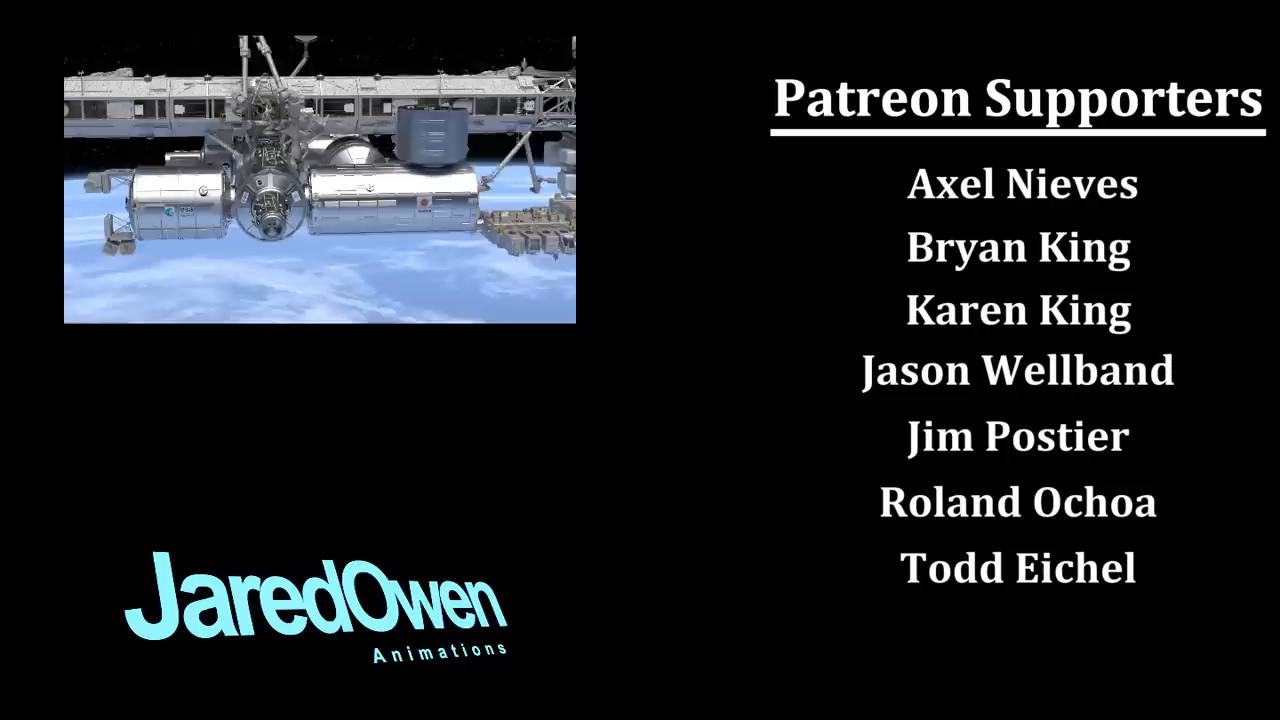 Patreon Supporters
Axel Nieves
Bryan King
Karen King
Jason Wellband
Jim Postier
Roland Ochoa
Todd Eichel
JaredOwen
Animations